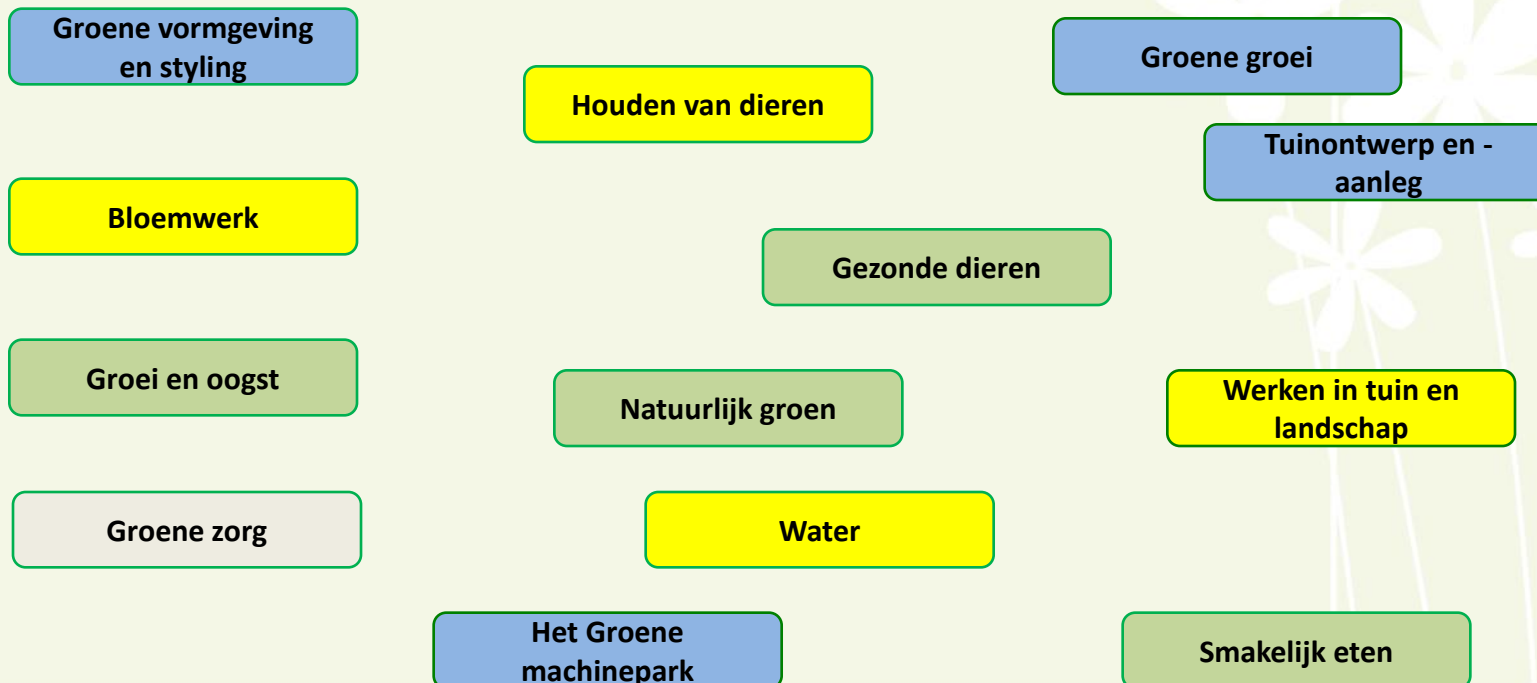 Groene vormgeving
en styling
Groene groei
Houden van dieren
Tuinontwerp en -
aanleg
Bloemwerk
Gezonde dieren
Groei en oogst
Natuurlijk groen
Werken in tuin en
landschap
Groene zorg
Water
Het Groene
machinepark
Smakelijk eten